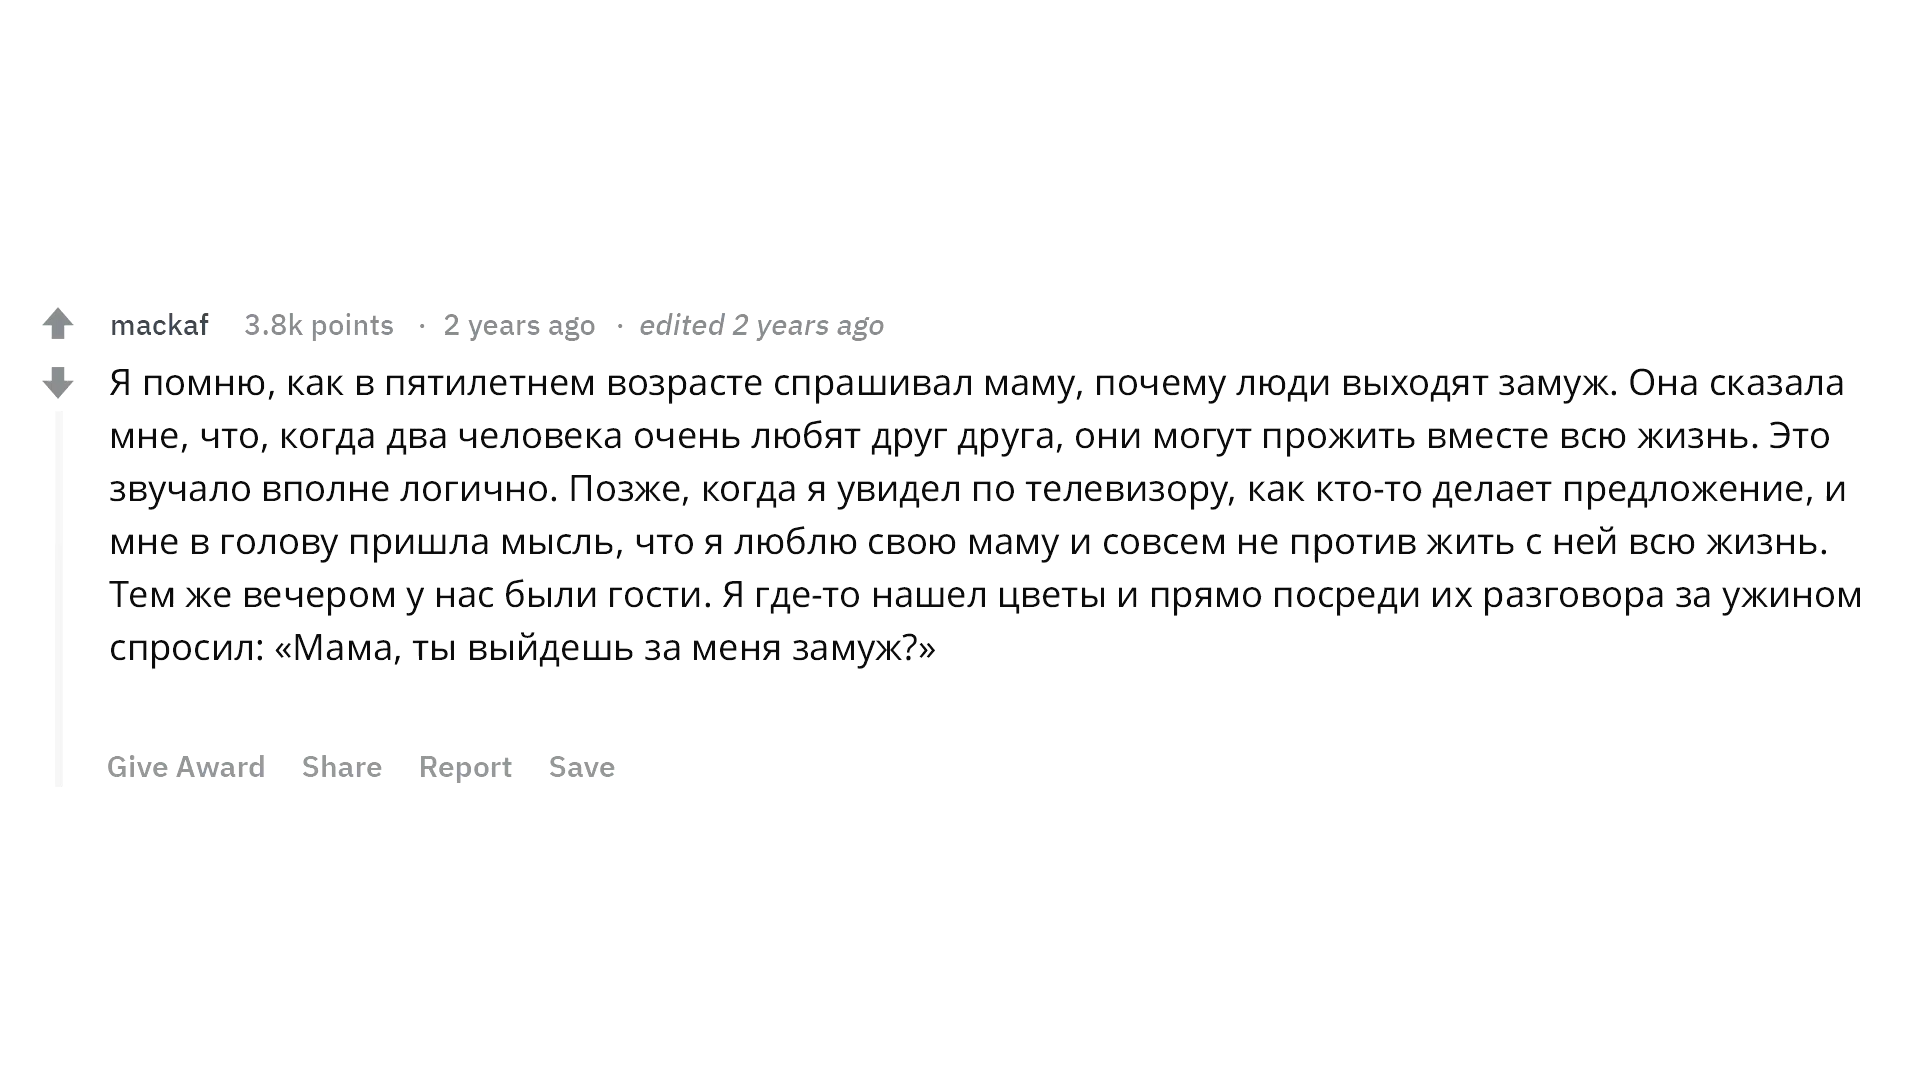 mackaf 3.8k points · 2 years ago · edited 2 years ago
Я помню, как в пятилетнем возрасте спрашивал маму, почему люди выходят замуж. Она сказала
мне, что, когда два человека очень любят друг друга, они могут прожить вместе всю жизнь. Это
звучало вполне логично. Позже, когда я увидел по телевизору, как кто-то делает предложение, и
мне в голову пришла мысль, что я люблю свою маму и совсем не против жить с ней всю жизнь.
Тем же вечером у нас были гости. Я где-то нашел цветы и прямо посреди их разговора за ужином
спросил: «Мама, ты выйдешь за меня замуж?»
Give Award Share Report Save